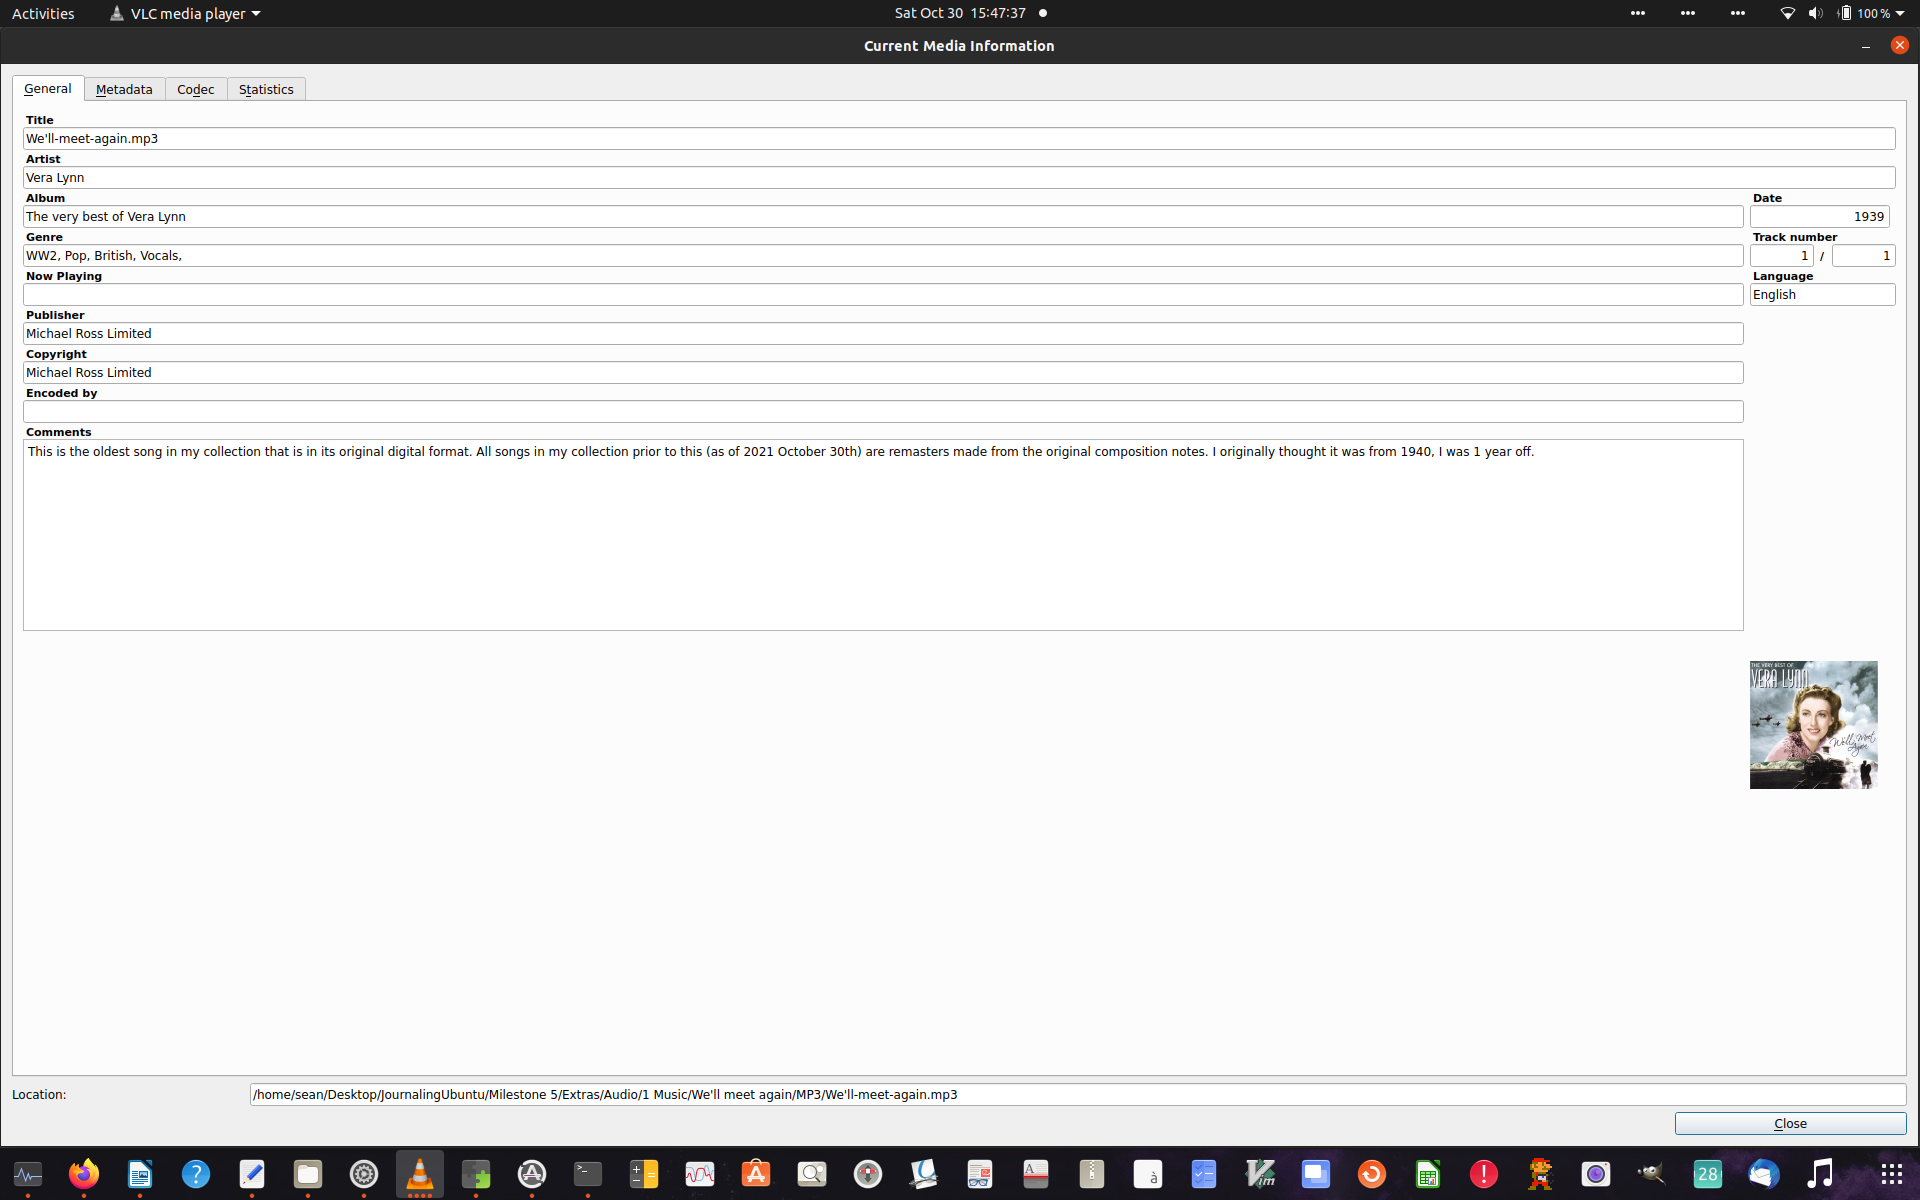 Activities VLC media player Sat Oct 30 15:47:37 100 %
Current Media Information
General Metadata Codec Statistics
Title
We'll-meet-again.mp3
Artist
Vera Lynn
Album Date
The very best of Vera Lynn 1939
Genre Track number
WW2, Pop, British, Vocals, 1 / 1
Now Playing Language
English
Publisher
Michael Ross Limited
Copyright
Michael Ross Limited
Encoded by
Comments
This is the oldest song in my collection that is in its original digital format. All songs in my collection prior to this (as of 2021 October 30th) are remasters made from the original composition notes. I originally thought it was from 1940, I was 1 year off.
THE VERY BEST OF
VERA LYNN
We'll Meet
Again
Location: /home/sean/Desktop/JournalingUbuntu/Milestone 5/Extras/Audio/1 Music/We'll meet again/MP3/We'll-meet-again.mp3
Close
28